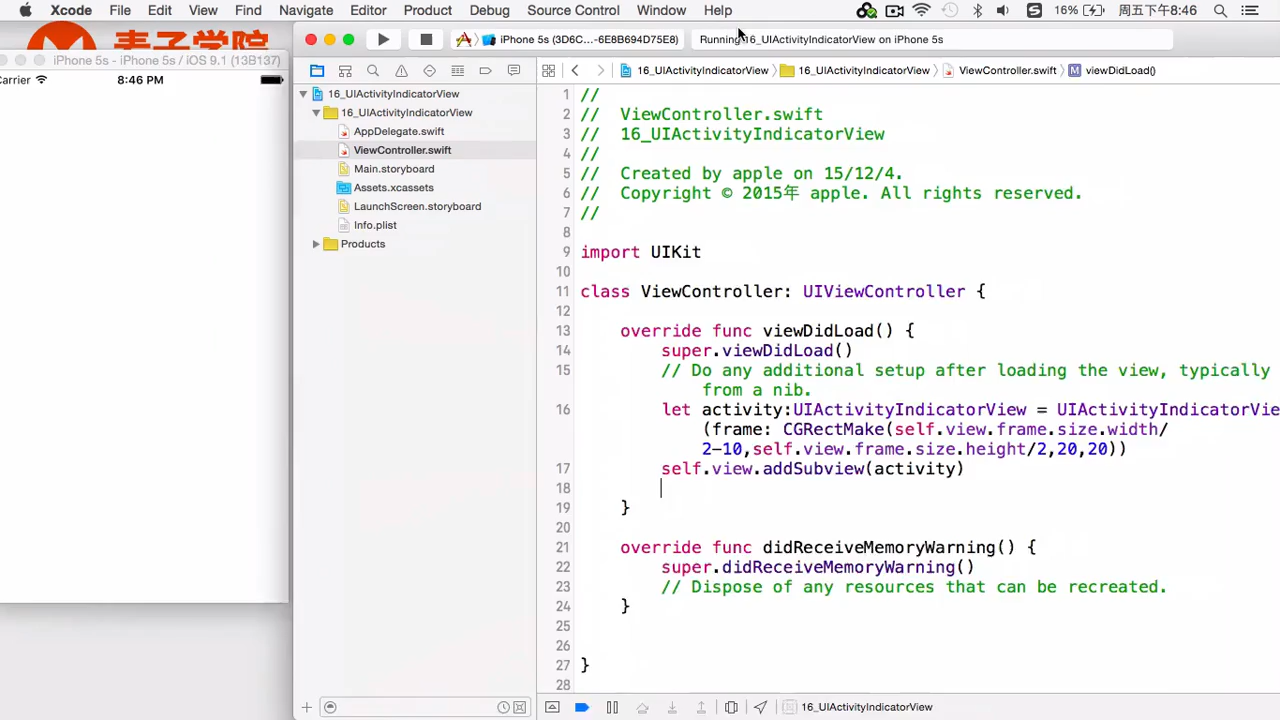 Xcode File Edit View Find Navigate Editor Product Debug Source Control Window Help 16% 周五下午8:46
麦子学院
iPhone 5s – iPhone 5s / iOS 9.1 (13B137)
Carrier 8:46 PM
iPhone 5s (3D6C...-6E8B694D75E8) Running 16_UIActivityIndicatorView on iPhone 5s
16_UIActivityIndicatorView 16_UIActivityIndicatorView ViewController.swift viewDidLoad()
16_UIActivityIndicatorView
16_UIActivityIndicatorView
AppDelegate.swift
ViewController.swift
Main.storyboard
Assets.xcassets
LaunchScreen.storyboard
Info.plist
Products
1 //
2 // ViewController.swift
3 // 16_UIActivityIndicatorView
4 //
5 // Created by apple on 15/12/4.
6 // Copyright © 2015年 apple. All rights reserved.
7 //
8
9 import UIKit
10
11 class ViewController: UIViewController {
12
13 override func viewDidLoad() {
14 super.viewDidLoad()
15 // Do any additional setup after loading the view, typically
from a nib.
16 let activity:UIActivityIndicatorView = UIActivityIndicatorVie
(frame: CGRectMake(self.view.frame.size.width/
2-10,self.view.frame.size.height/2,20,20))
17 self.view.addSubview(activity)
18
19 }
20
21 override func didReceiveMemoryWarning() {
22 super.didReceiveMemoryWarning()
23 // Dispose of any resources that can be recreated.
24 }
25
26
27 }
28
16_UIActivityIndicatorView